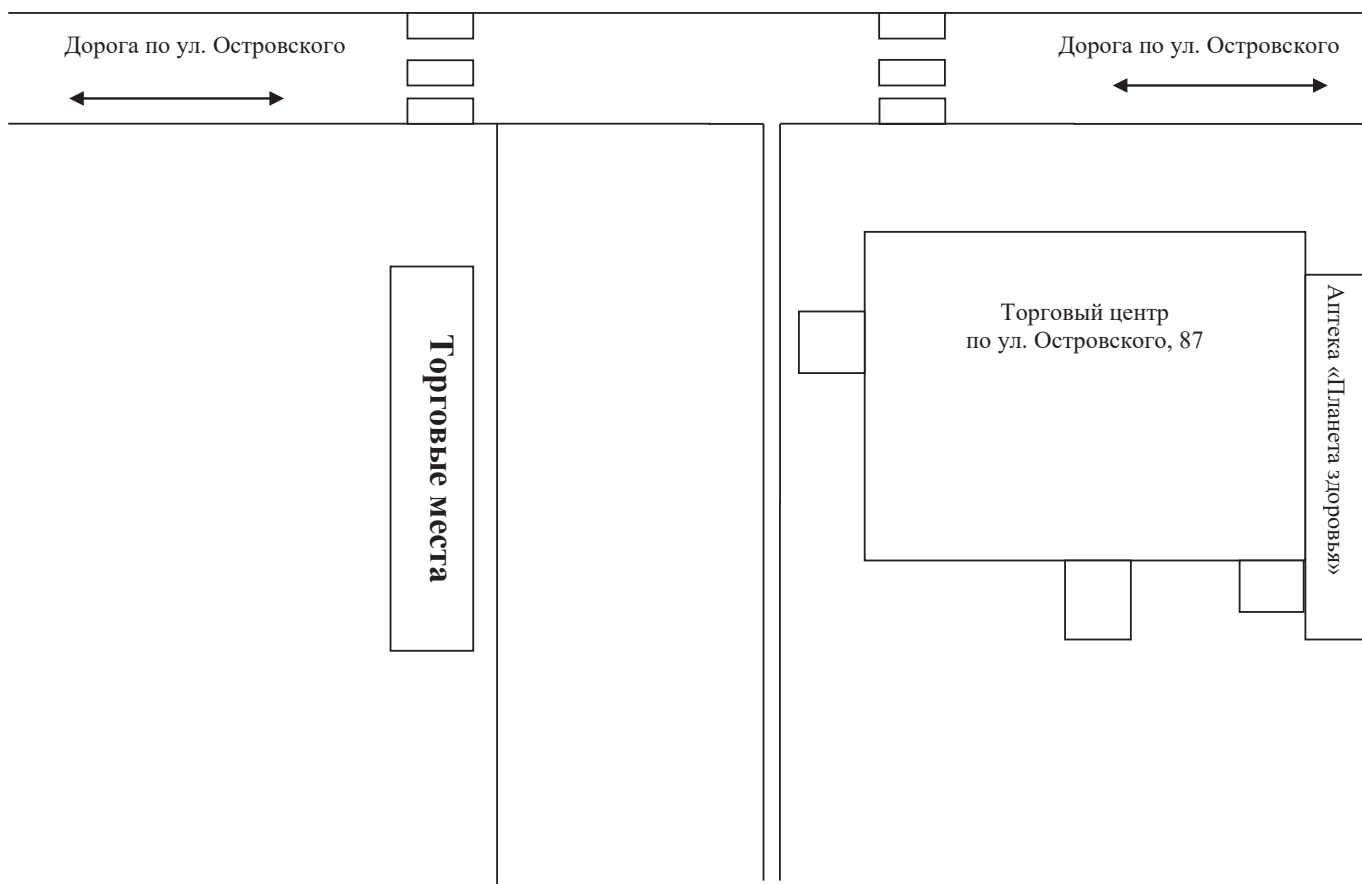 Дорога по ул. Островского
Дорога по ул. Островского
Торговые места
Торговый центр
по ул. Островского, 87
Аптека «Планета здоровья»